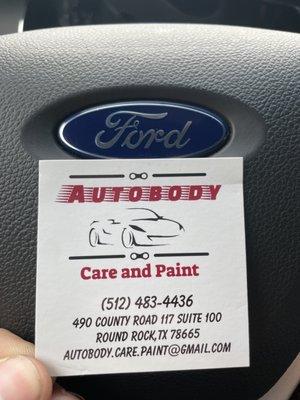 Ford
AUTOBODY
Care and Paint
(512) 483-4436
490 COUNTY ROAD 117 SUITE 100
ROUND ROCK,TX 78665
AUTOBODY.CARE.PAINT@GMAIL.COM